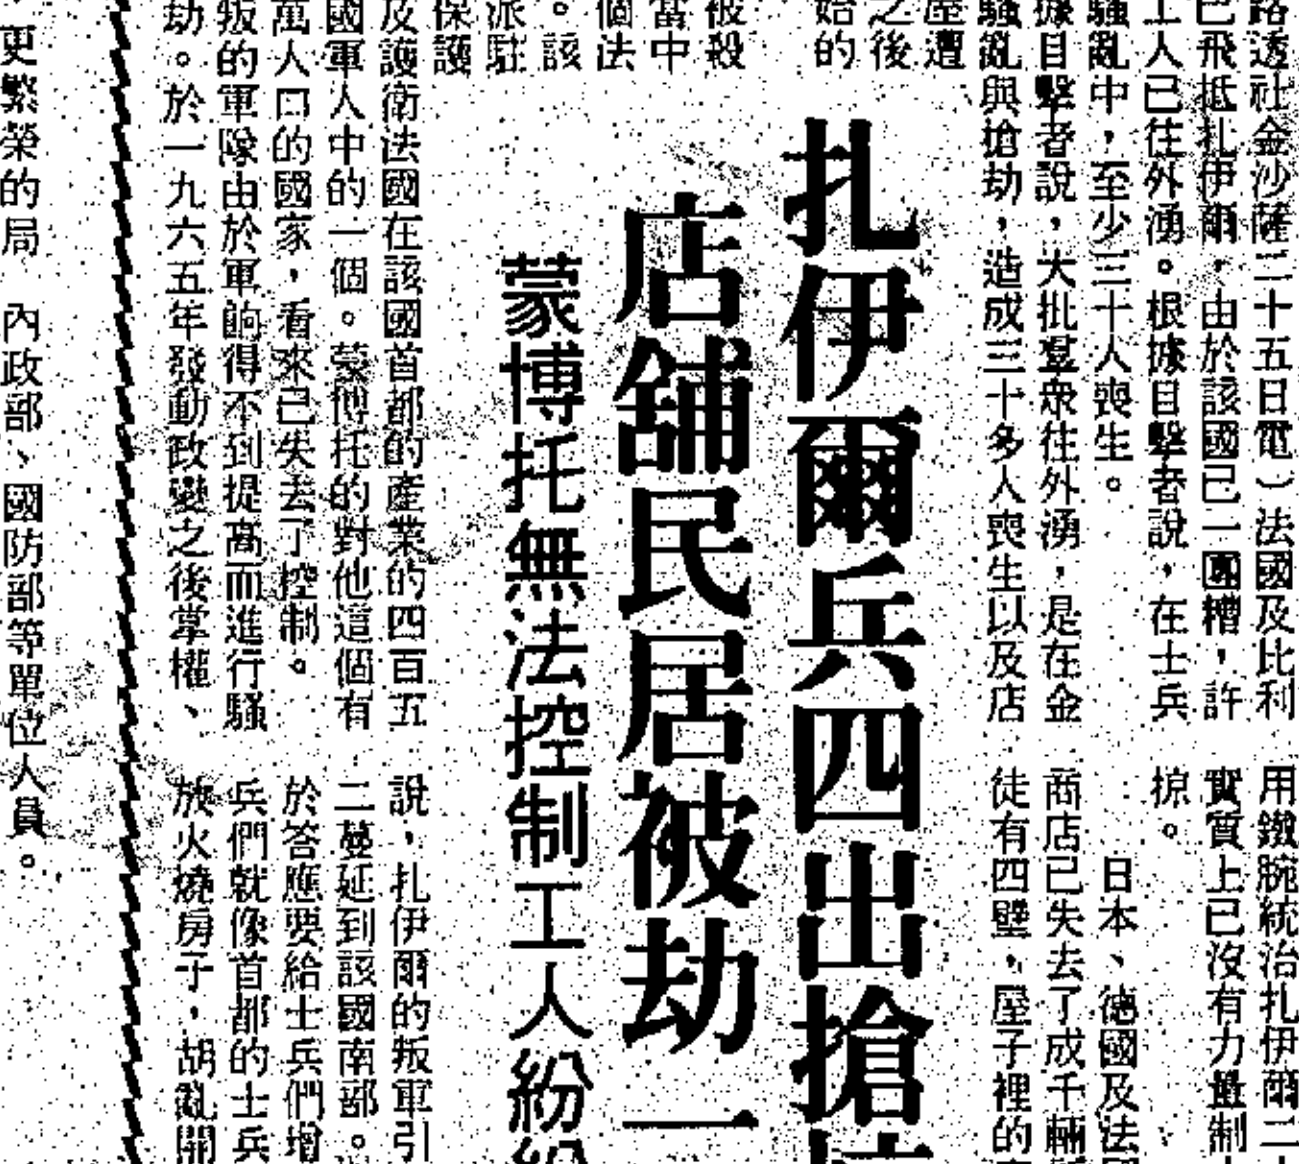 路透社金沙薩二十五日電）法國及比利
已飛抵扎伊爾，由於該國已一團糟，許
工人已往外湧。根據目擊者說，在士兵
騷亂中，至少三十人喪生。
據目擊者說，大批羣衆往外湧，是在金
騷亂與搶劫，造成三十多人喪生以及店
屋遭
之後
始的
用鐵腕統治扎伊爾二
實質上已沒有力量制
掠。
日本、德國及法
商店已失去了成千輛
徒有四壁，屋子裡的
扎伊爾兵四出搶
店舖民居被劫一
蒙博托無法控制工人紛
被殺
當中
個法
。該
派駐
保護
及護衛法國在該國首都的產業的四百五
國軍人中的一個。蒙博托的對他這個有
萬人口的國家，看來已失去了控制。
叛的軍隊由於軍餉得不到提高而進行騷
劫。於一九六五年發動政變之後掌權、
說，扎伊爾的叛軍引
二蔓延到該國南部。
於答應要給士兵們增
兵們就像首都的士兵
放火燒房子，胡亂開
更繁榮的局
內政部、國防部等單位人員。